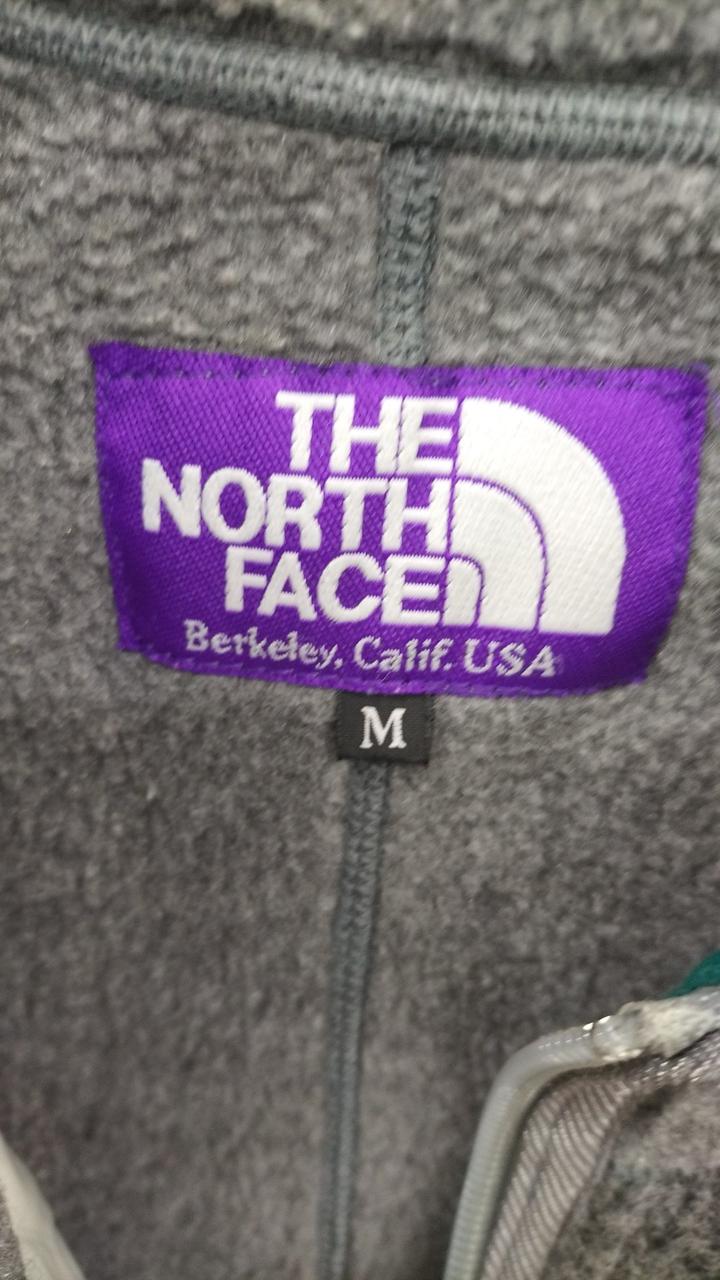 THE
NORTH
FACE
Berkeley, Calif. USA
M